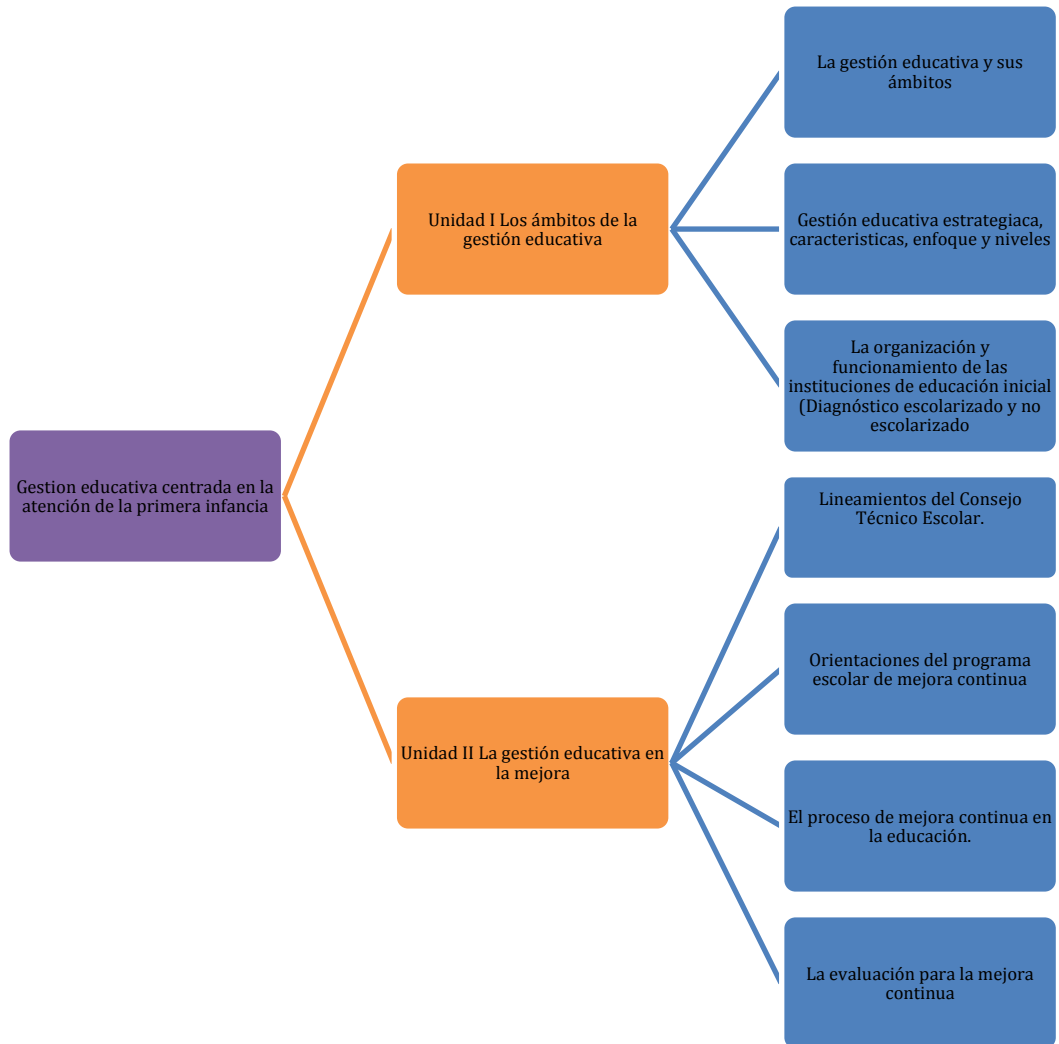 Gestion educativa centrada en la
atención de la primera infancia
Unidad I Los ámbitos de la
gestión educativa
La gestión educativa y sus
ámbitos
Gestión educativa estrategiaca,
caracteristicas, enfoque y niveles
La organización y
funcionamiento de las
instituciones de educación inicial
(Diagnóstico escolarizado y no
escolarizado
Unidad II La gestión educativa en
la mejora
Lineamientos del Consejo
Técnico Escolar.
Orientaciones del programa
escolar de mejora continua
El proceso de mejora continua en
la educación.
La evaluación para la mejora
continua